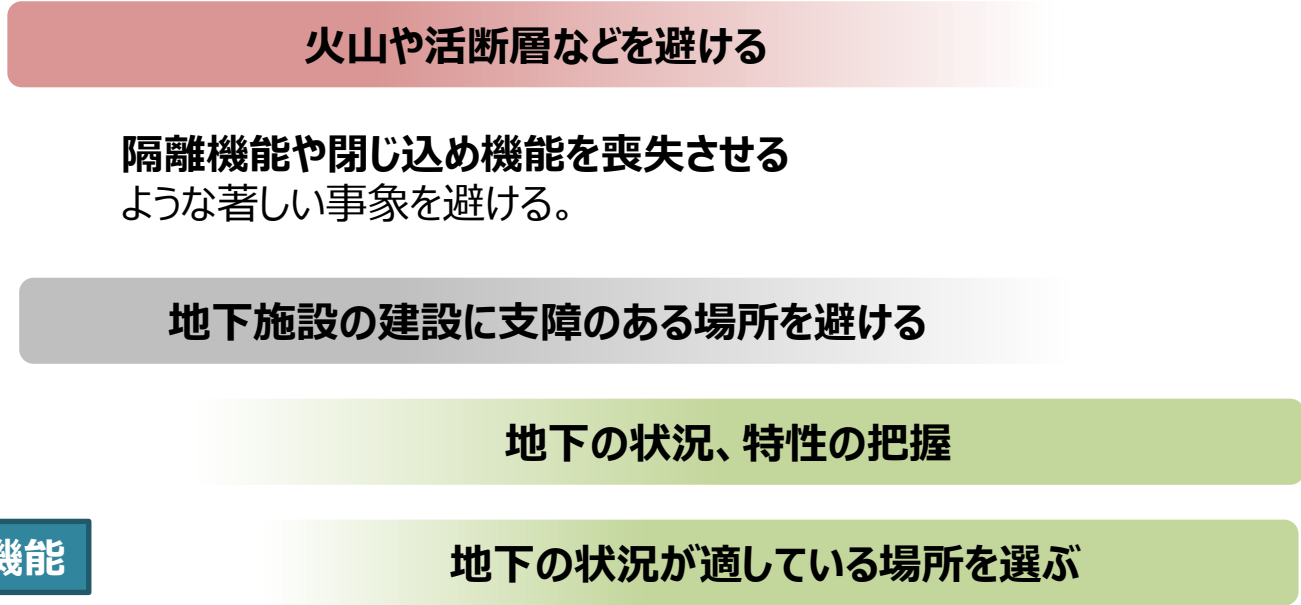 火山や活断層などを避ける
隔離機能や閉じ込め機能を喪失させる
ような著しい事象を避ける。
地下施設の建設に支障のある場所を避ける
地下の状況、特性の把握
機能
地下の状況が適している場所を選ぶ